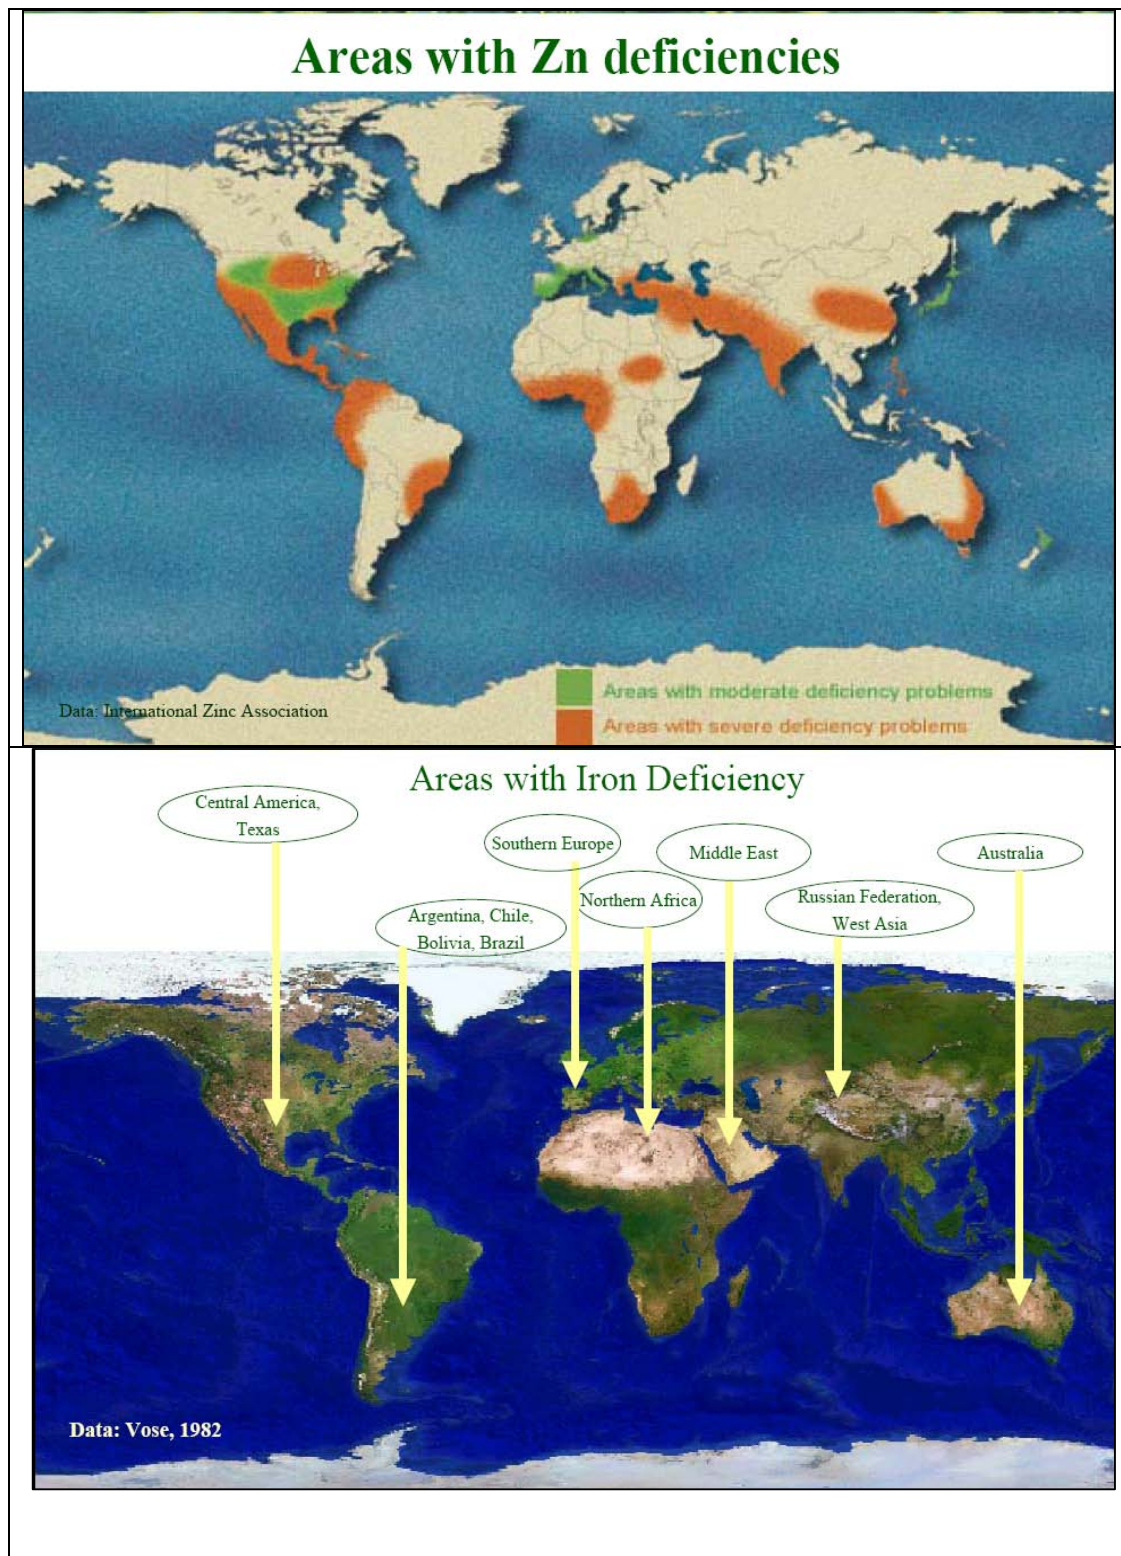 Areas with Zn deficiencies
Data: International Zinc Association
Areas with moderate deficiency problems
Areas with severe deficiency problems
Areas with Iron Deficiency
Central America,
Texas
Southern Europe
Middle East
Australia
Northern Africa
Russian Federation,
West Asia
Argentina, Chile,
Bolivia, Brazil
Data: Vose, 1982